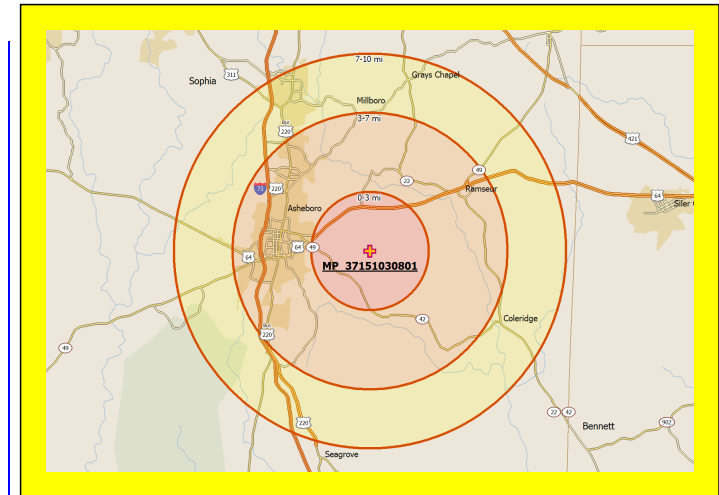 7-10 mi
Grays Chapel
Sophia
311
Millboro
3-7 mi
Bus
220
421
49
22
73
220
Ramseur
0-3 mi
64
Siler
Asheboro
64
49
64
MP_37151030801
Coleridge
42
Bus
220
49
22
42
220
902
Bennett
Seagrove